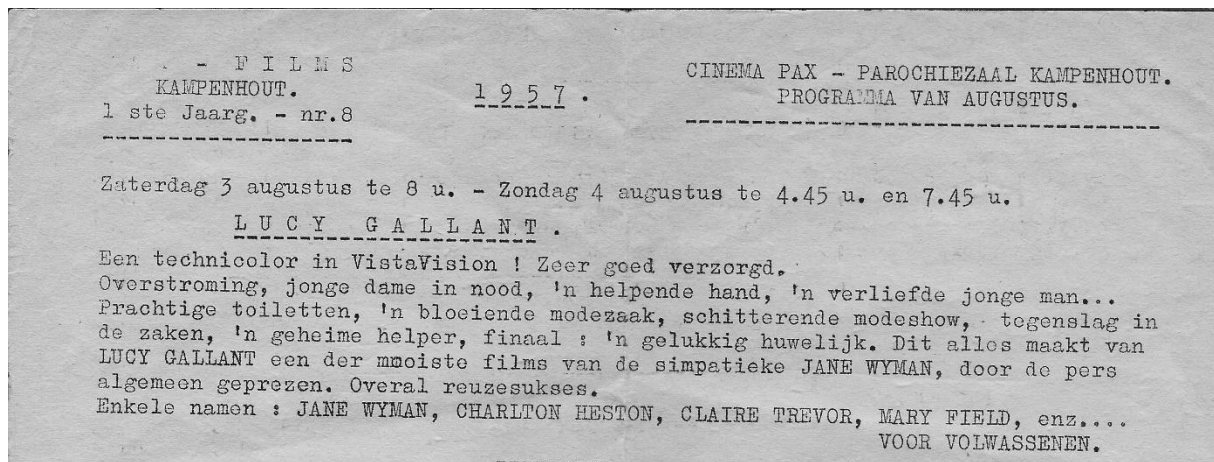 - F I L M S
KAMPENHOUT.
1 ste Jaarg. - nr.8
1 9 5 7 .
CINEMA PAX - PAROCHIEZAAL KAMPENHOUT.
PROGRAMMA VAN AUGUSTUS.
Zaterdag 3 augustus te 8 u. - Zondag 4 augustus te 4.45 u. en 7.45 u.
L U C Y G A L L A N T .
Een technicolor in VistaVision ! Zeer goed verzorgd.
Overstroming, jonge dame in nood, 'n helpende hand, 'n verliefde jonge man...
Prachtige toiletten, 'n bloeiende modezaak, schitterende modeshow, tegenslag in
de zaken, 'n geheime helper, finaal : 'n gelukkig huwelijk. Dit alles maakt van
LUCY GALLANT een der mmoiste films van de simpatieke JANE WYMAN, door de pers
algemeen geprezen. Overal reuzesukses.
Enkele namen : JANE WYMAN, CHARLTON HESTON, CLAIRE TREVOR, MARY FIELD, enz....
VOOR VOLWASSENEN.